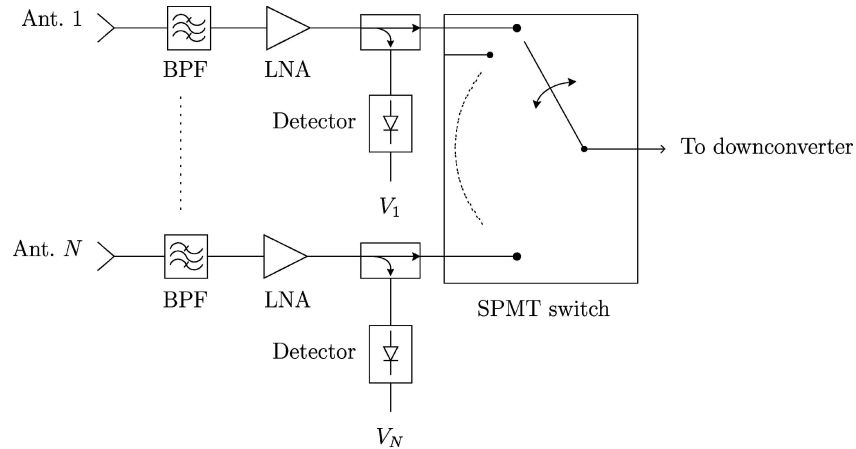 Ant. 1
BPF
LNA
Detector
V1
To downconverter
Ant. N
BPF
LNA
SPMT switch
Detector
VN